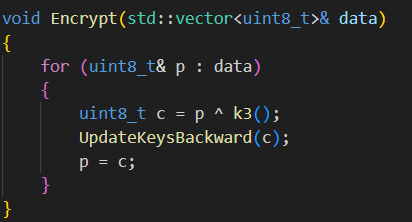 void Encrypt(std::vector<uint8_t>& data)
{
    for (uint8_t& p : data)
    {
        uint8_t c = p ^ k3();
        UpdateKeysBackward(c);
        p = c;
    }
}